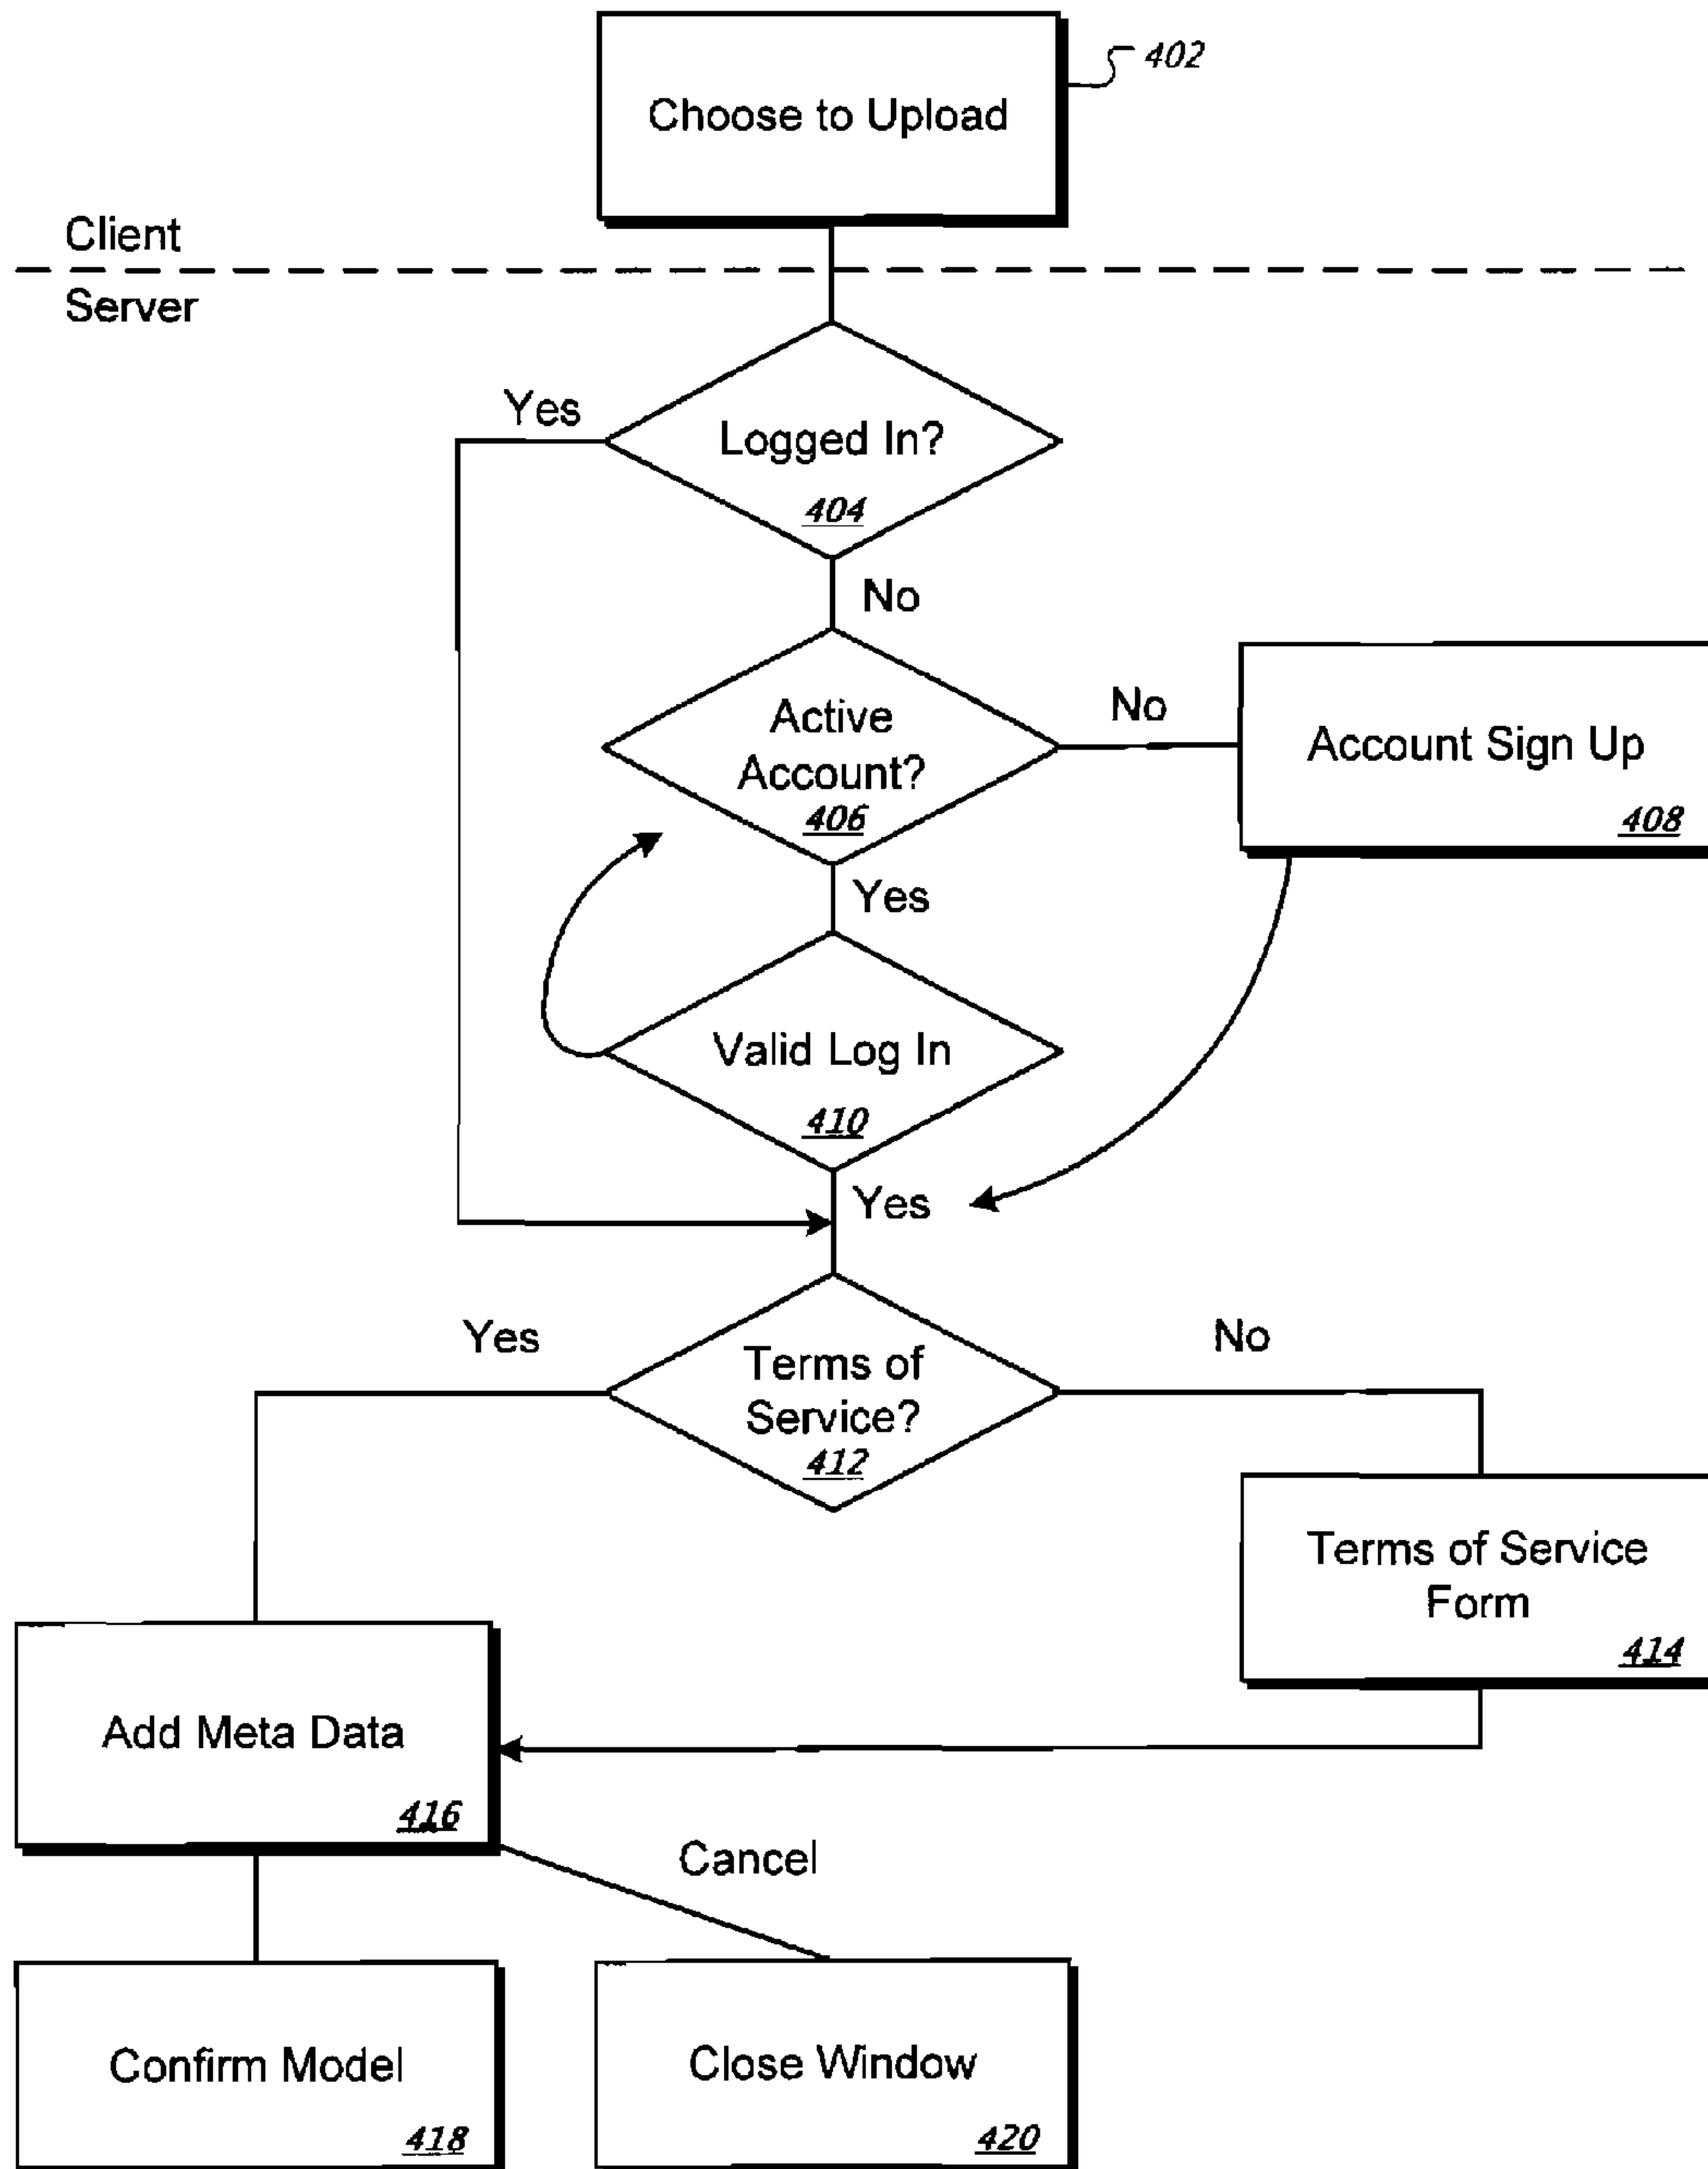 402
Choose to Upload
Client
Server
Yes
Logged In?
404
No
Active
Account?
406
No
Account Sign Up
408
Yes
Valid Log In
410
Yes
Yes
Terms of
Service?
412
No
Terms of Service
Form
414
Add Meta Data
416
Cancel
Confirm Model
418
Close Window
420